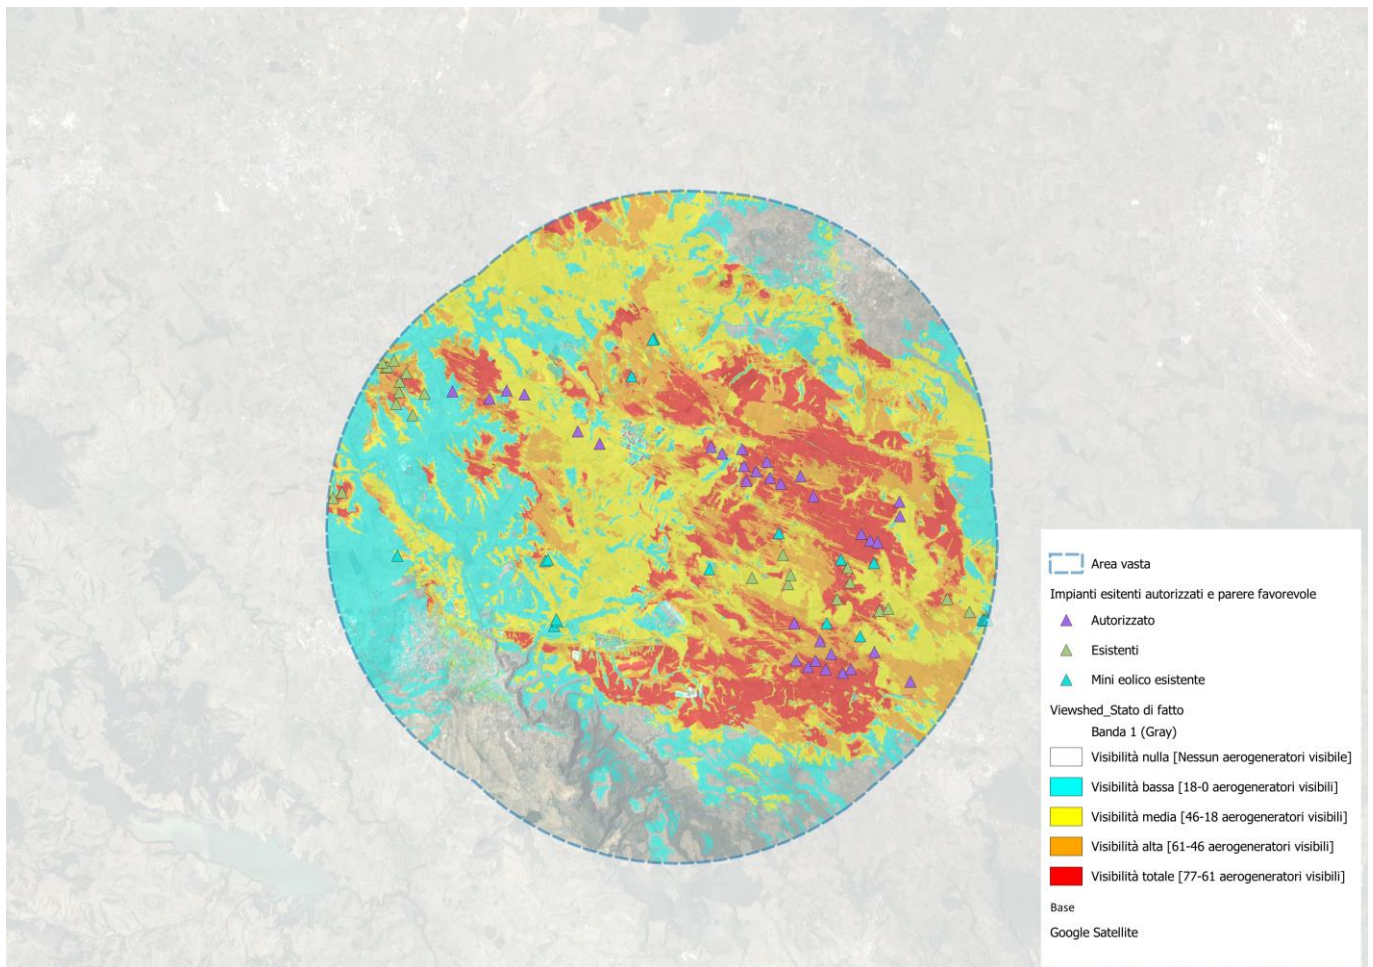 Area vasta
Impianti esitenti autorizzati e parere favorevole
Autorizzato
Esistenti
Mini eolico esistente
Viewshed_Stato di fatto
Banda 1 (Gray)
Visibilità nulla [Nessun aerogeneratori visibile]
Visibilità bassa [18-0 aerogeneratori visibili]
Visibilità media [46-18 aerogeneratori visibili]
Visibilità alta [61-46 aerogeneratori visibili]
Visibilità totale [77-61 aerogeneratori visibili]
Base
Google Satellite